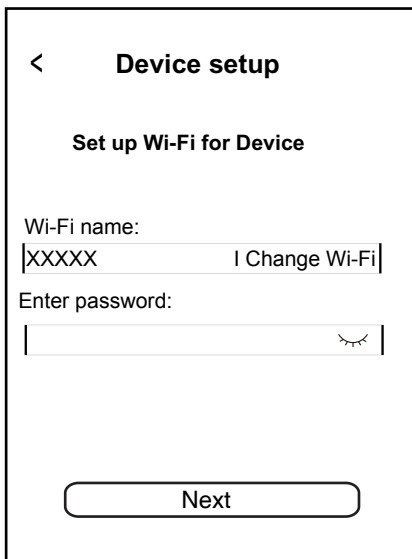 < Device setup
Set up Wi-Fi for Device
Wi-Fi name:
XXXXX I Change Wi-Fi
Enter password:
Next